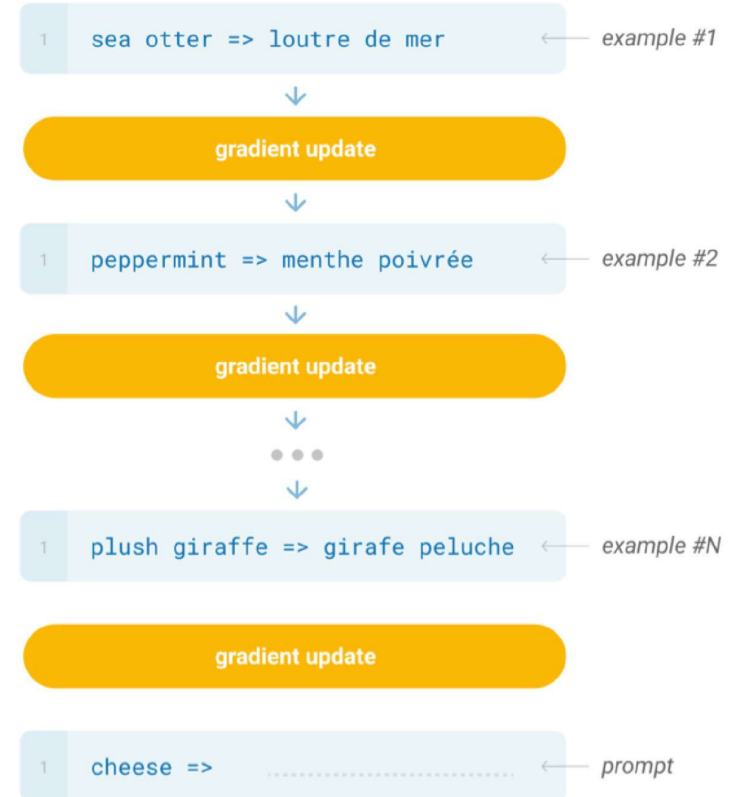 1 sea otter => loutre de mer example #1
gradient update
1 peppermint => menthe poivrée example #2
gradient update
1 plush giraffe => girafe peluche example #N
gradient update
1 cheese => prompt